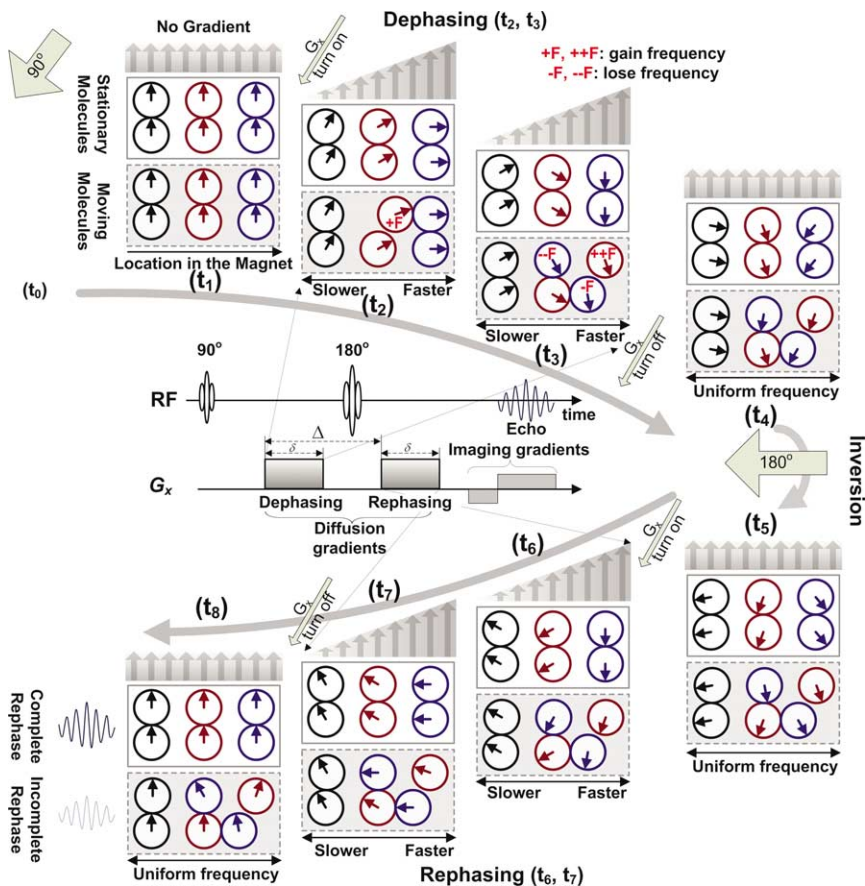 No Gradient
Dephasing (t2, t3)
90°
Gx
turn on
+F, ++F: gain frequency
-F, --F: lose frequency
Stationary
Molecules
Moving
Molecules
+F
--F
++F
-F
Location in the Magnet
(t0)
(t1)
Slower
Faster
(t2)
Slower
Faster
(t3)
Gx
turn off
Uniform frequency
(t4)
90°
180°
RF
time
Echo
Δ
δ
δ
Imaging gradients
Gx
Dephasing
Rephasing
Diffusion
gradients
180°
Inversion
(t5)
Gx
turn on
(t6)
(t7)
Gx
turn off
(t8)
Complete
Rephase
Incomplete
Rephase
Uniform frequency
Slower
Faster
Slower
Faster
Uniform frequency
Rephasing (t6, t7)